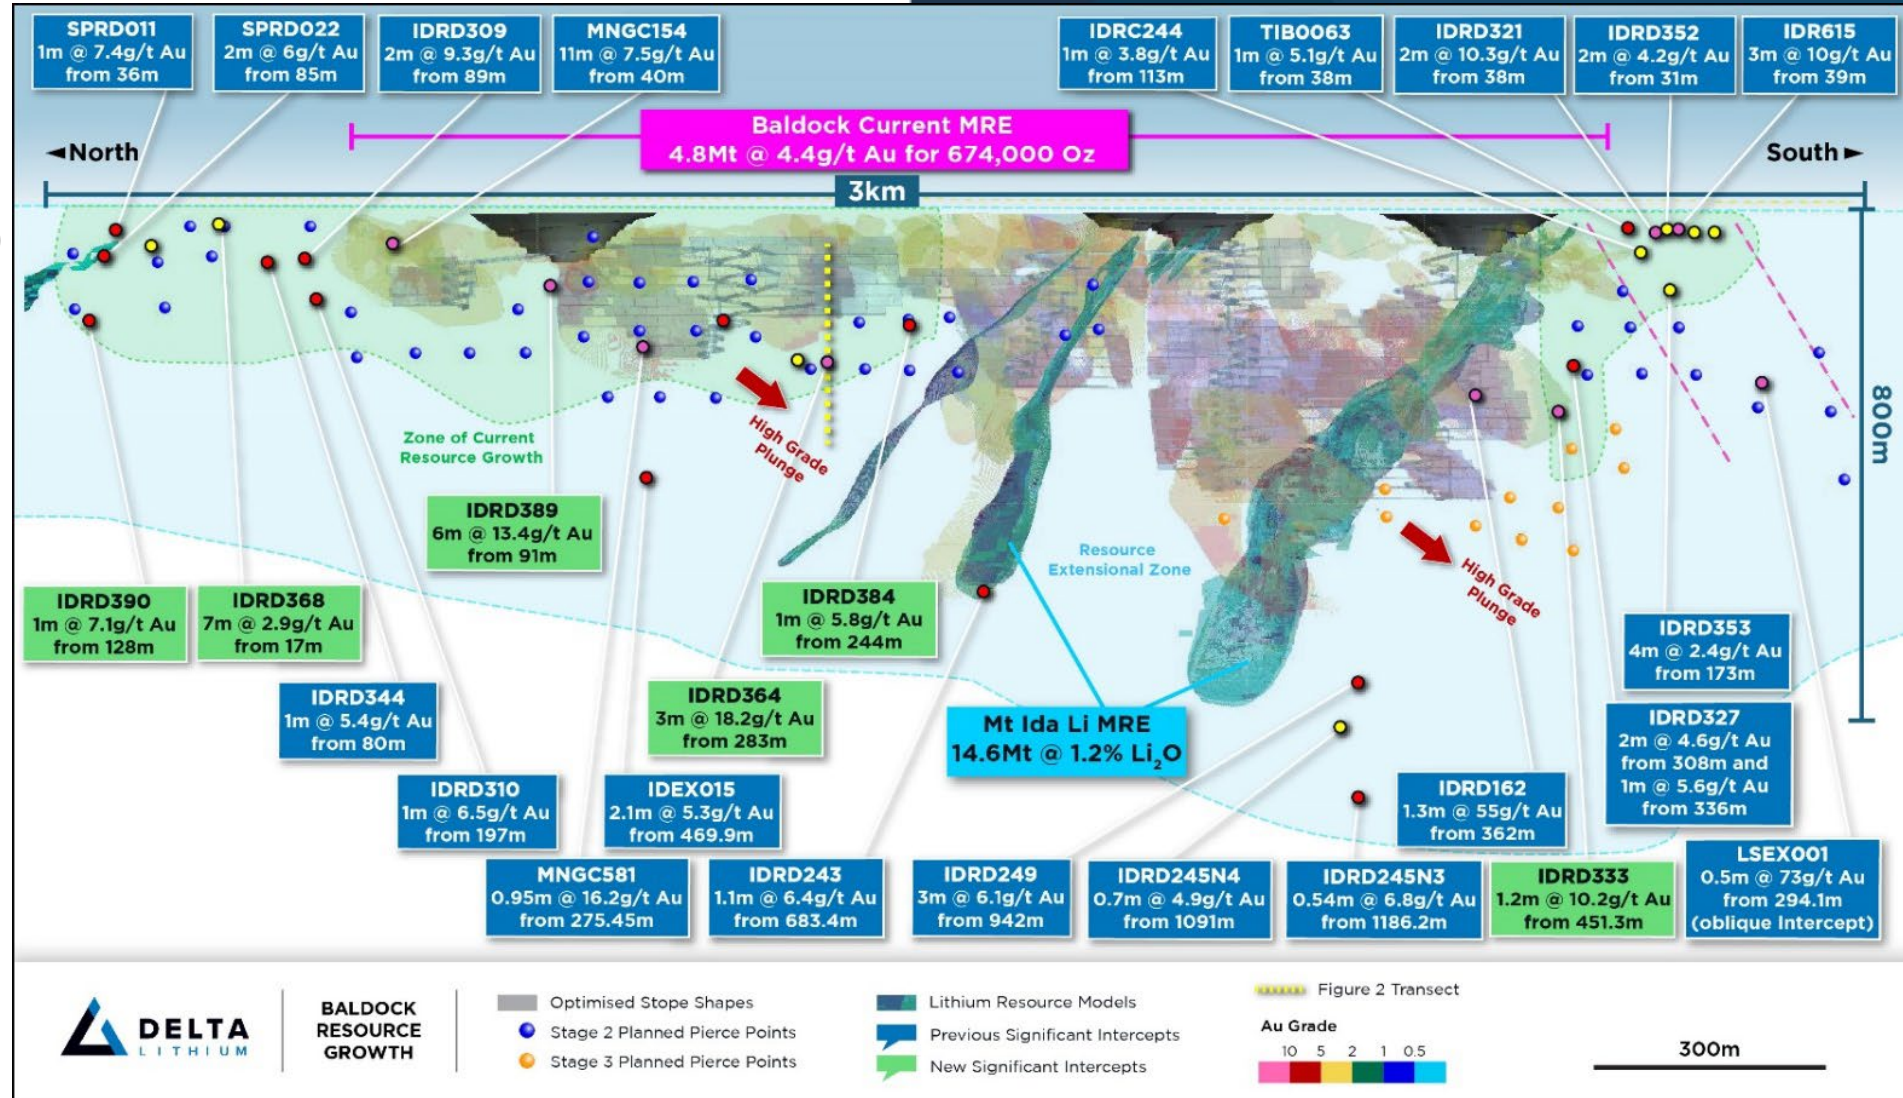 SPRD011
1m @ 7.4g/t Au
from 36m
SPRD022
2m @ 6g/t Au
from 85m
IDRD309
2m @ 9.3g/t Au
from 89m
MNGC154
11m @ 7.5g/t Au
from 40m
IDRC244
1m @ 3.8g/t Au
from 113m
TIB0063
1m @ 5.1g/t Au
from 38m
IDRD321
2m @ 10.3g/t Au
from 38m
IDRD352
2m @ 4.2g/t Au
from 31m
IDR615
3m @ 10g/t Au
from 39m
Baldock Current MRE
4.8Mt @ 4.4g/t Au for 674,000 Oz
◄North
South►
3km
800m
Zone of Current
Resource Growth
High Grade
Plunge
Resource
Extensional Zone
High Grade
Plunge
IDRD389
6m @ 13.4g/t Au
from 91m
IDRD390
1m @ 7.1g/t Au
from 128m
IDRD368
7m @ 2.9g/t Au
from 17m
IDRD384
1m @ 5.8g/t Au
from 244m
IDRD353
4m @ 2.4g/t Au
from 173m
IDRD344
1m @ 5.4g/t Au
from 80m
IDRD364
3m @ 18.2g/t Au
from 283m
Mt Ida Li MRE
14.6Mt @ 1.2% Li₂O
IDRD327
2m @ 4.6g/t Au
from 308m and
1m @ 5.6g/t Au
from 336m
IDRD310
1m @ 6.5g/t Au
from 197m
IDEX015
2.1m @ 5.3g/t Au
from 469.9m
IDRD162
1.3m @ 55g/t Au
from 362m
MNGC581
0.95m @ 16.2g/t Au
from 275.45m
IDRD243
1.1m @ 6.4g/t Au
from 683.4m
IDRD249
3m @ 6.1g/t Au
from 942m
IDRD245N4
0.7m @ 4.9g/t Au
from 1091m
IDRD245N3
0.54m @ 6.8g/t Au
from 1186.2m
IDRD333
1.2m @ 10.2g/t Au
from 451.3m
LSEX001
0.5m @ 73g/t Au
from 294.1m
(oblique Intercept)
DELTA
LITHIUM
BALDOCK
RESOURCE
GROWTH
Optimised Stope Shapes
Stage 2 Planned Pierce Points
Stage 3 Planned Pierce Points
Lithium Resource Models
Previous Significant Intercepts
New Significant Intercepts
Figure 2 Transect
Au Grade
10 5 2 1 0.5
300m